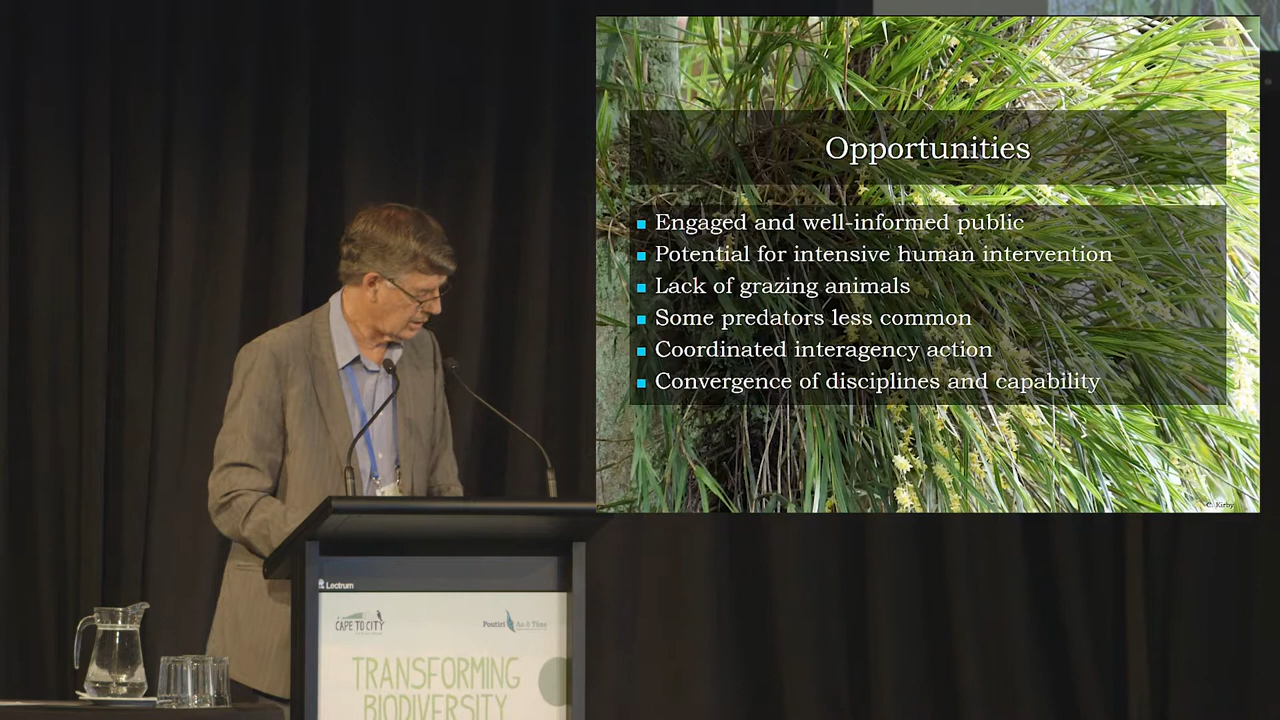 Opportunities
Engaged and well-informed public
Potential for intensive human intervention
Lack of grazing animals
Some predators less common
Coordinated interagency action
Convergence of disciplines and capability
C. Kirby
Lectrum
CAPE TO CITY
Poutiri Ao ō Tāne
TRANSFORMING
BIODIVERSITY